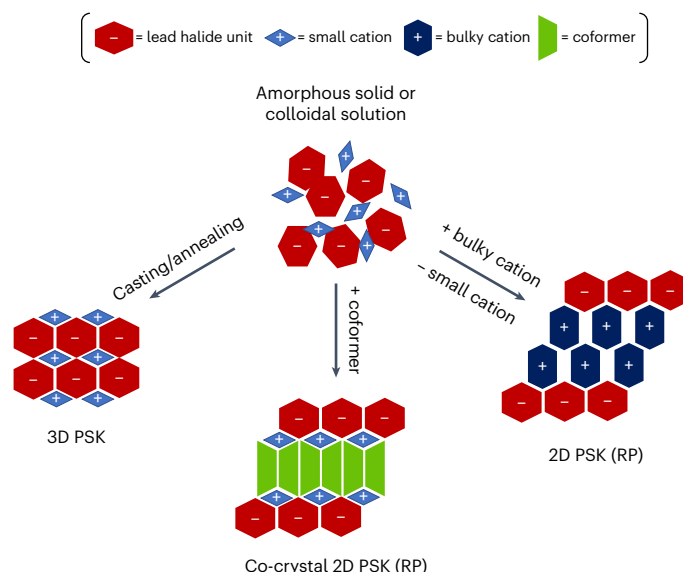 − = lead halide unit + = small cation + = bulky cation = coformer
Amorphous solid or
colloidal solution
+ + − − − + + − + − − +
Casting/annealing
+ coformer
+ bulky cation
− small cation
+ +
− − −
+ +
− − −
+ +
3D PSK
− − −
+ + +
+ + +
− − −
2D PSK (RP)
− − −
+ + +
+ + +
− − −
Co-crystal 2D PSK (RP)